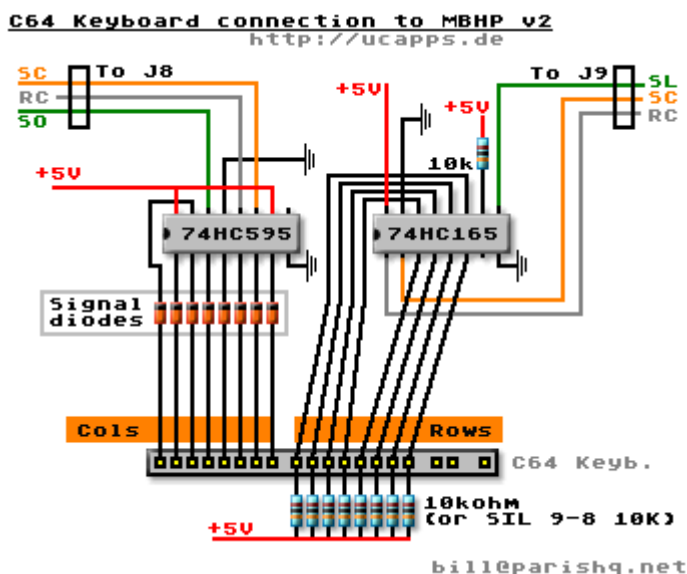 C64 Keyboard connection to MBHP v2
http://ucapps.de
SC
To J8
RC
SO
+5V
+5V
+5V
To J9
SL
SC
RC
10k
74HC595
74HC165
Signal
diodes
Cols
Rows
C64 Keyb.
10kohm
(or SIL 9-8 10K)
+5V
bill@parishq.net